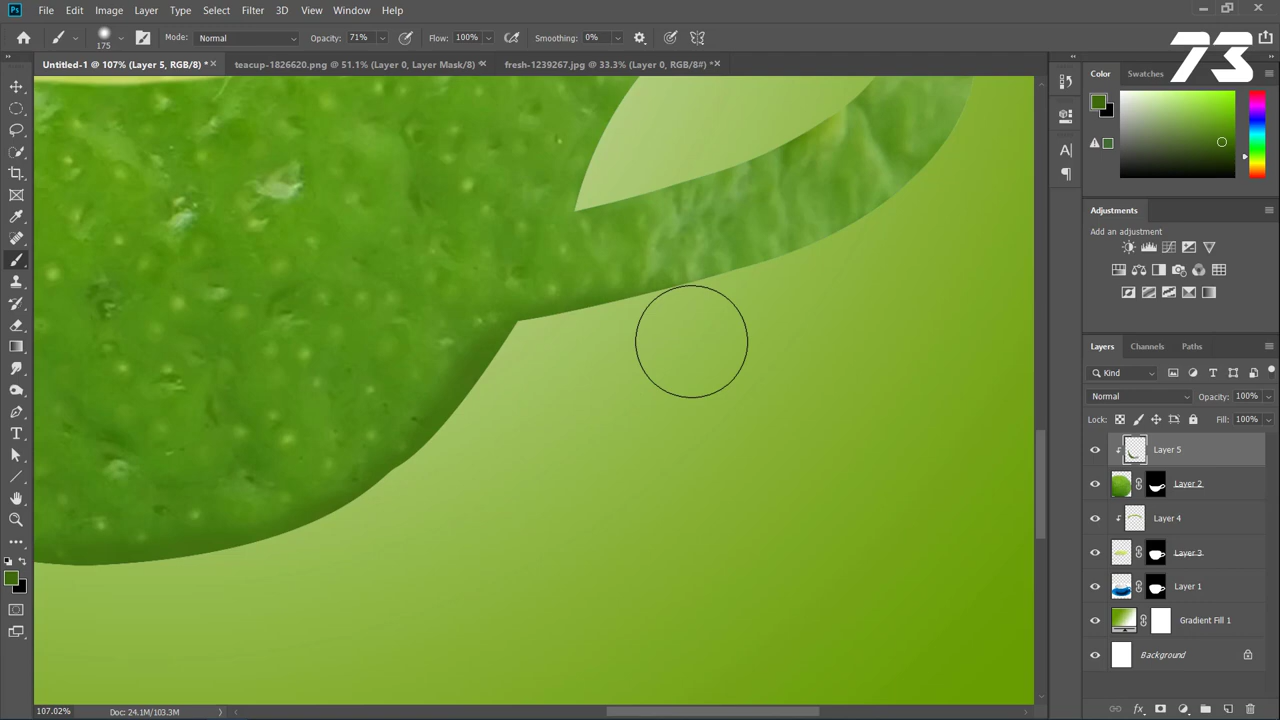 Ps File Edit Image Layer Type Select Filter 3D View Window Help
175 Mode: Normal Opacity: 71% Flow: 100% Smoothing: 0%
Untitled-1 @ 107% (Layer 5, RGB/8) * × teacup-1826620.png @ 51.1% (Layer 0, Layer Mask/8) × fresh-1239267.jpg @ 33.3% (Layer 0, RGB/8#) * ×
73
Color Swatches
Adjustments
Add an adjustment
Layers Channels Paths
Kind
Normal Opacity: 100%
Lock: Fill: 100%
Layer 5
Layer 2
Layer 4
Layer 3
Layer 1
Gradient Fill 1
Background
107.02% Doc: 24.1M/103.3M